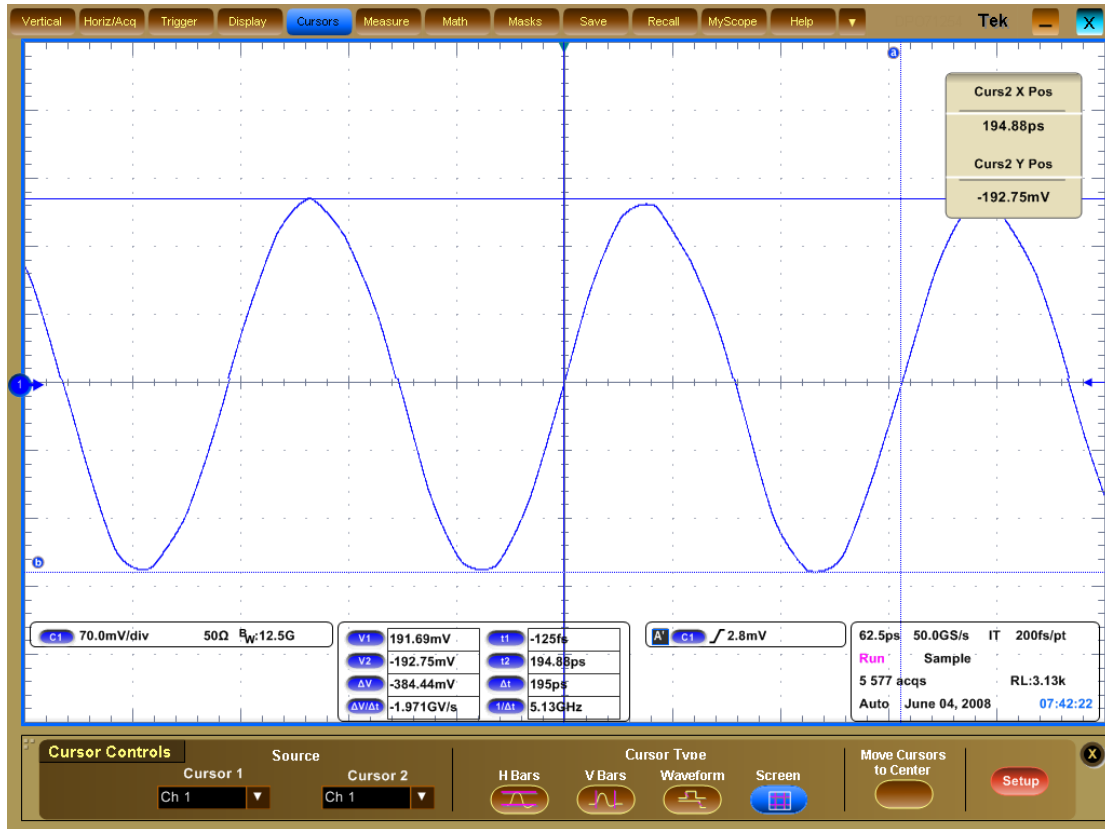 Vertical Horiz/Acq Trigger Display Cursors Measure Math Masks Save Recall MyScope Help ▼ Tek X
a
Curs2 X Pos
194.88ps
Curs2 Y Pos
-192.75mV
1
b
C1 70.0mV/div 50Ω BW:12.5G
V1 191.69mV t1 -125fs
V2 -192.75mV t2 194.88ps
ΔV -384.44mV Δt 195ps
ΔV/Δt -1.971GV/s 1/Δt 5.13GHz
A' C1 2.8mV
62.5ps 50.0GS/s IT 200fs/pt
Run Sample
5 577 acqs RL:3.13k
Auto June 04, 2008 07:42:22
Cursor Controls
Source
Cursor 1 Cursor 2
Ch 1 Ch 1
Cursor Type
H Bars V Bars Waveform Screen
Move Cursors
to Center
Setup
X